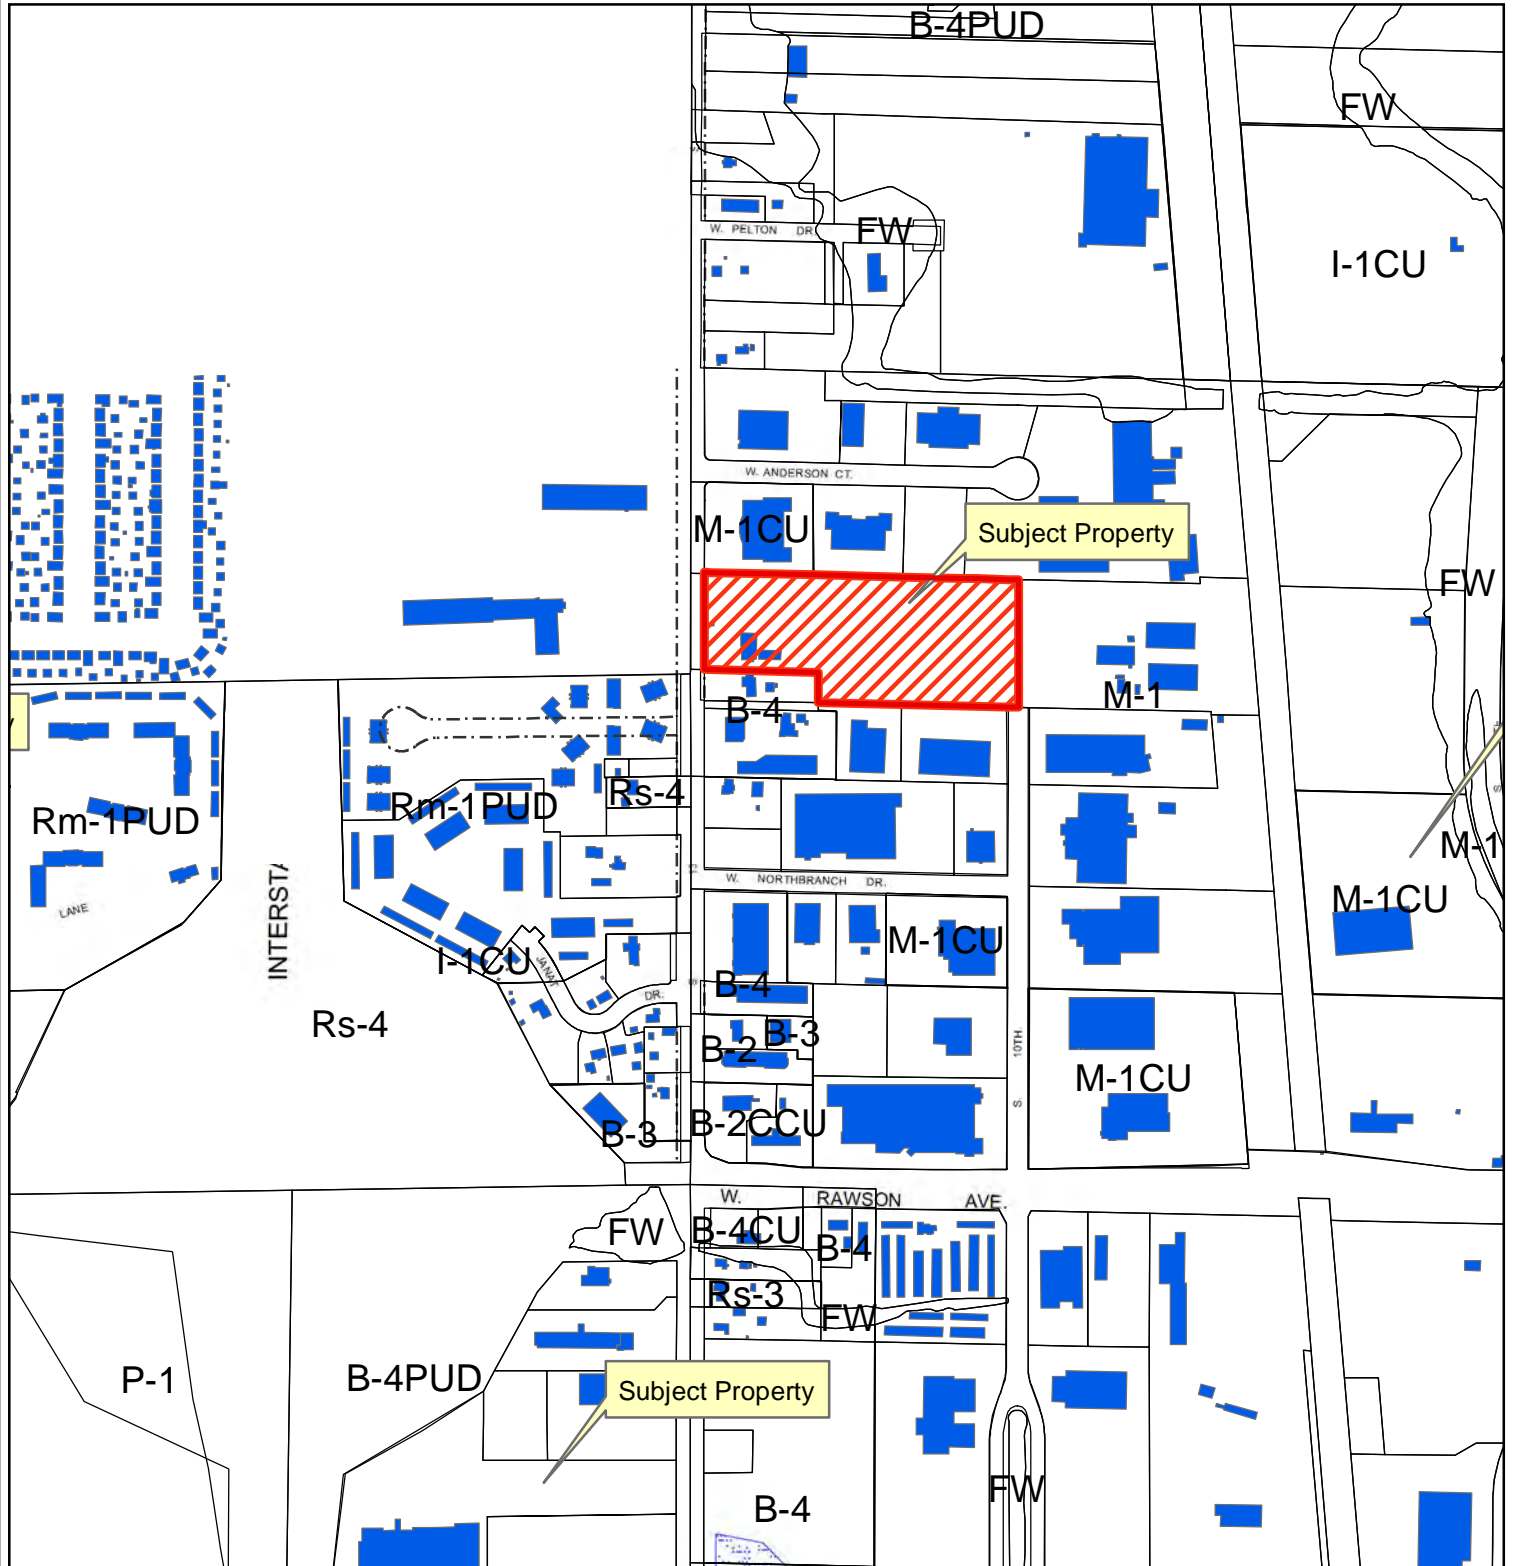 B-4PUD
FW
W. PELTON DR.
FW
I-1CU
W. ANDERSON CT.
M-1CU
Subject Property
FW
M-1
B-4
Rm-1PUD
Rm-1PUD
Rs-4
M-1
W. NORTHBRANCH DR.
M-1CU
LANE
INTERSTA
M-1CU
I-1CU
JANAT
DR.
B-4
Rs-4
B-2
B-3
S. 10TH.
M-1CU
B-3
B-2CCU
W. RAWSON AVE.
FW
B-4CU
B-4
Rs-3
FW
P-1
B-4PUD
Subject Property
FW
B-4